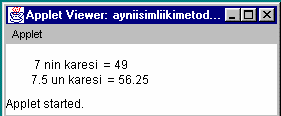 Applet Viewer: ayniisimliikimetod...
Applet
7 nin karesi = 49
7.5 un karesi = 56.25
Applet started.